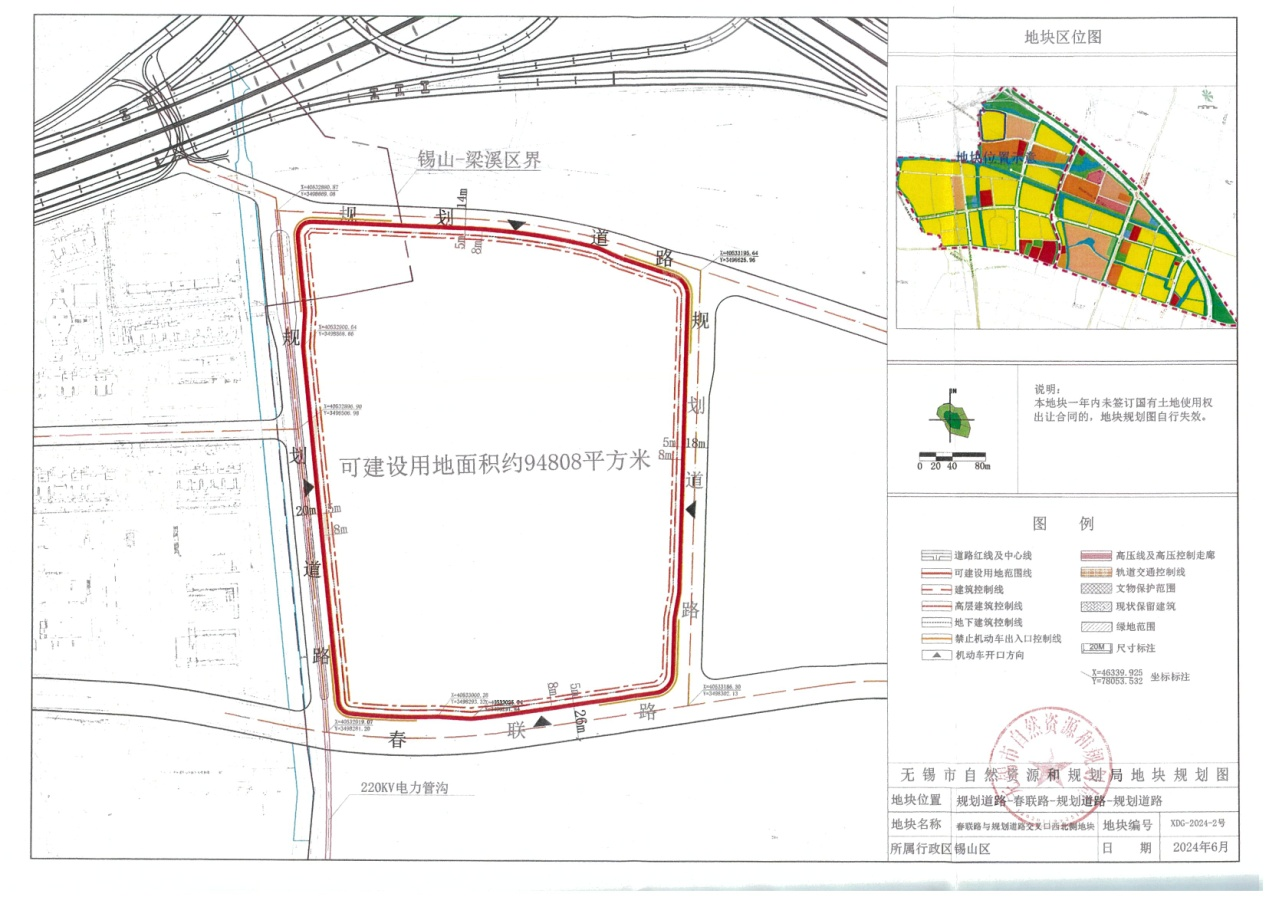 地块区位图
地块位置示意
锡山-梁溪区界
规 划 道 路
14m
5m
8m
规 划 道 路
18m
5m
8m
规 划 道 路
20m
5m
8m
可建设用地面积约94808平方米
春 联 路
8m
5m
26m
220KV电力管沟
N
0 20 40 80m
说明：
本地块一年内未签订国有土地使用权
出让合同的，地块规划图自行失效。
图 例
道路红线及中心线
可建设用地范围线
建筑控制线
高层建筑控制线
地下建筑控制线
禁止机动车出入口控制线
机动车开口方向
高压线及高压控制走廊
轨道交通控制线
文物保护范围
现状保留建筑
绿地范围
20M 尺寸标注
X=46339.925
Y=78053.532 坐标标注
无锡市自然资源和规划局地块规划图
地块位置 规划道路-春联路-规划道路-规划道路
地块名称 春联路与规划道路交叉口西北侧地块 地块编号 XDG-2024-2号
所属行政区 锡山区 日 期 2024年6月